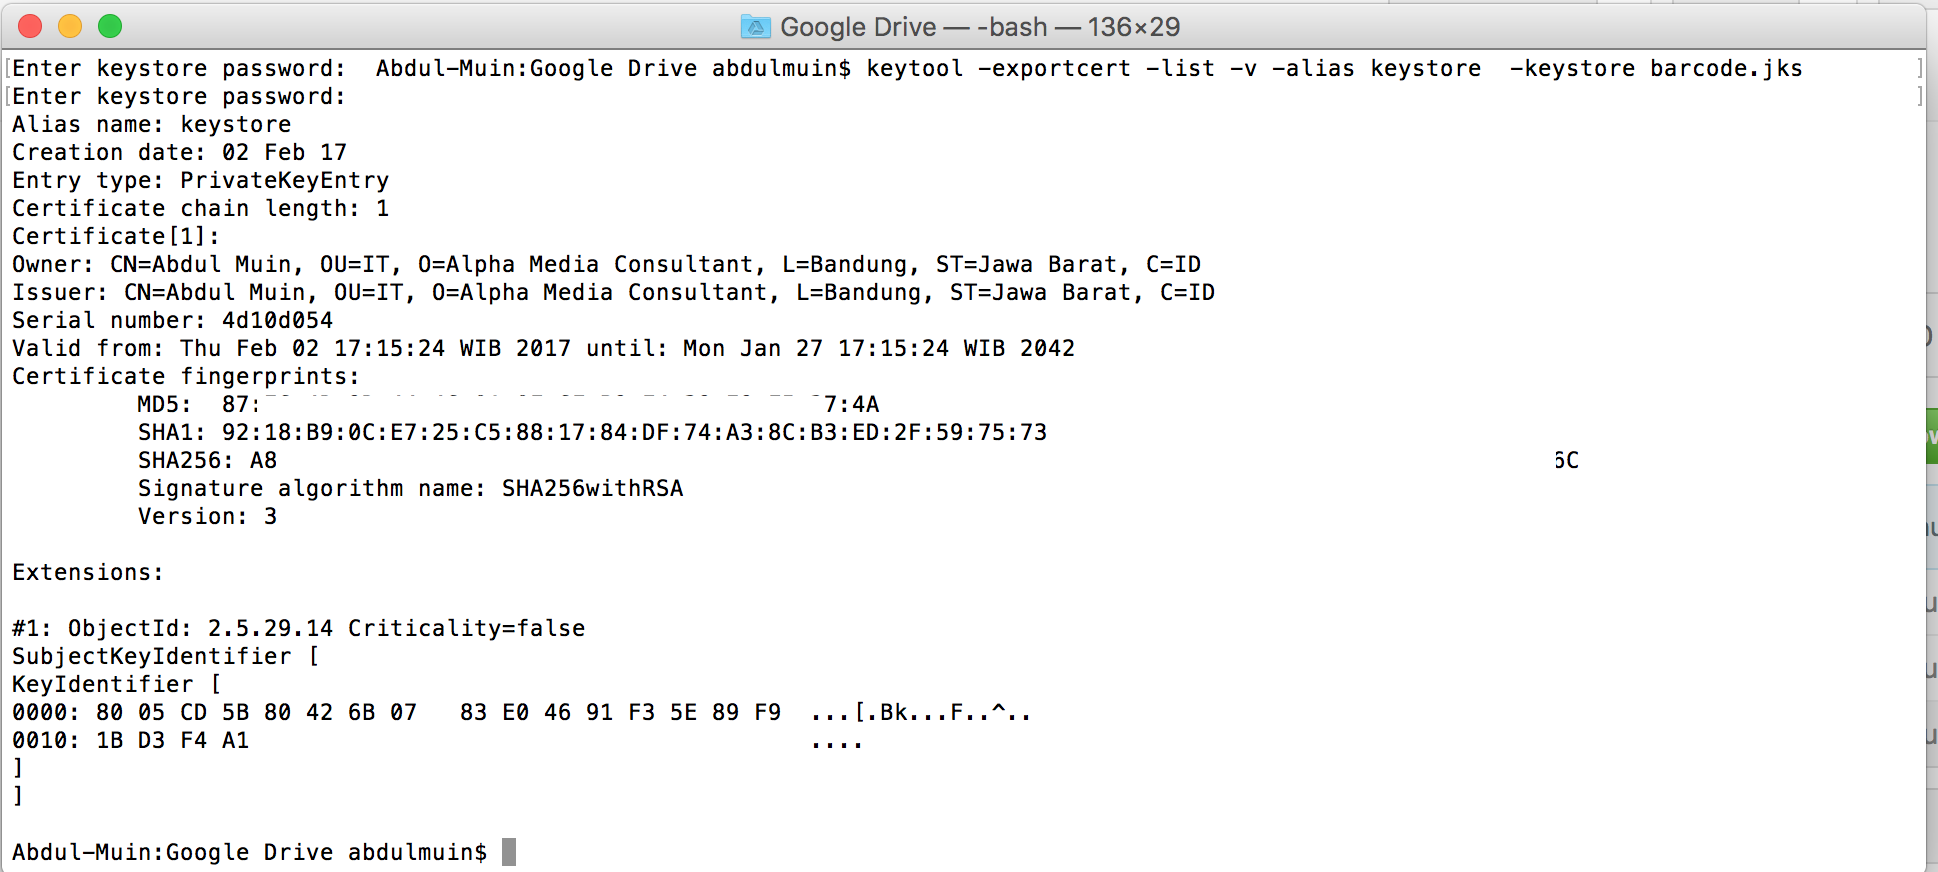 Google Drive — -bash — 136×29
[Enter keystore password:  Abdul-Muin:Google Drive abdulmuin$ keytool -exportcert -list -v -alias keystore  -keystore barcode.jks ]
[Enter keystore password: ]
Alias name: keystore
Creation date: 02 Feb 17
Entry type: PrivateKeyEntry
Certificate chain length: 1
Certificate[1]:
Owner: CN=Abdul Muin, OU=IT, O=Alpha Media Consultant, L=Bandung, ST=Jawa Barat, C=ID
Issuer: CN=Abdul Muin, OU=IT, O=Alpha Media Consultant, L=Bandung, ST=Jawa Barat, C=ID
Serial number: 4d10d054
Valid from: Thu Feb 02 17:15:24 WIB 2017 until: Mon Jan 27 17:15:24 WIB 2042
Certificate fingerprints:
MD5:  87: 7:4A
SHA1: 92:18:B9:0C:E7:25:C5:88:17:84:DF:74:A3:8C:B3:ED:2F:59:75:73
SHA256: A8 6C
Signature algorithm name: SHA256withRSA
Version: 3
Extensions:
#1: ObjectId: 2.5.29.14 Criticality=false
SubjectKeyIdentifier [
KeyIdentifier [
0000: 80 05 CD 5B 80 42 6B 07   83 E0 46 91 F3 5E 89 F9  ...[.Bk...F..^..
0010: 1B D3 F4 A1                                        ....
]
]
Abdul-Muin:Google Drive abdulmuin$